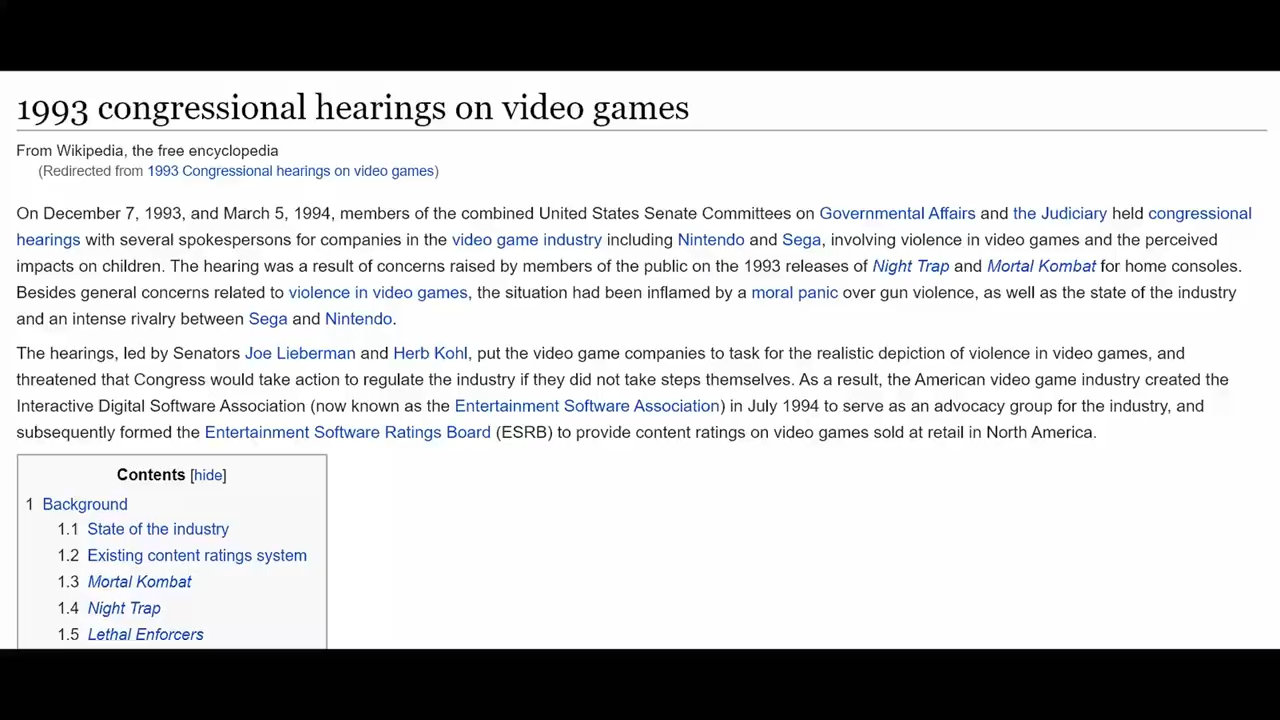 1993 congressional hearings on video games
From Wikipedia, the free encyclopedia
(Redirected from 1993 Congressional hearings on video games)
On December 7, 1993, and March 5, 1994, members of the combined United States Senate Committees on Governmental Affairs and the Judiciary held congressional
hearings with several spokespersons for companies in the video game industry including Nintendo and Sega, involving violence in video games and the perceived
impacts on children. The hearing was a result of concerns raised by members of the public on the 1993 releases of Night Trap and Mortal Kombat for home consoles.
Besides general concerns related to violence in video games, the situation had been inflamed by a moral panic over gun violence, as well as the state of the industry
and an intense rivalry between Sega and Nintendo.
The hearings, led by Senators Joe Lieberman and Herb Kohl, put the video game companies to task for the realistic depiction of violence in video games, and
threatened that Congress would take action to regulate the industry if they did not take steps themselves. As a result, the American video game industry created the
Interactive Digital Software Association (now known as the Entertainment Software Association) in July 1994 to serve as an advocacy group for the industry, and
subsequently formed the Entertainment Software Ratings Board (ESRB) to provide content ratings on video games sold at retail in North America.
Contents [hide]
1 Background
1.1 State of the industry
1.2 Existing content ratings system
1.3 Mortal Kombat
1.4 Night Trap
1.5 Lethal Enforcers